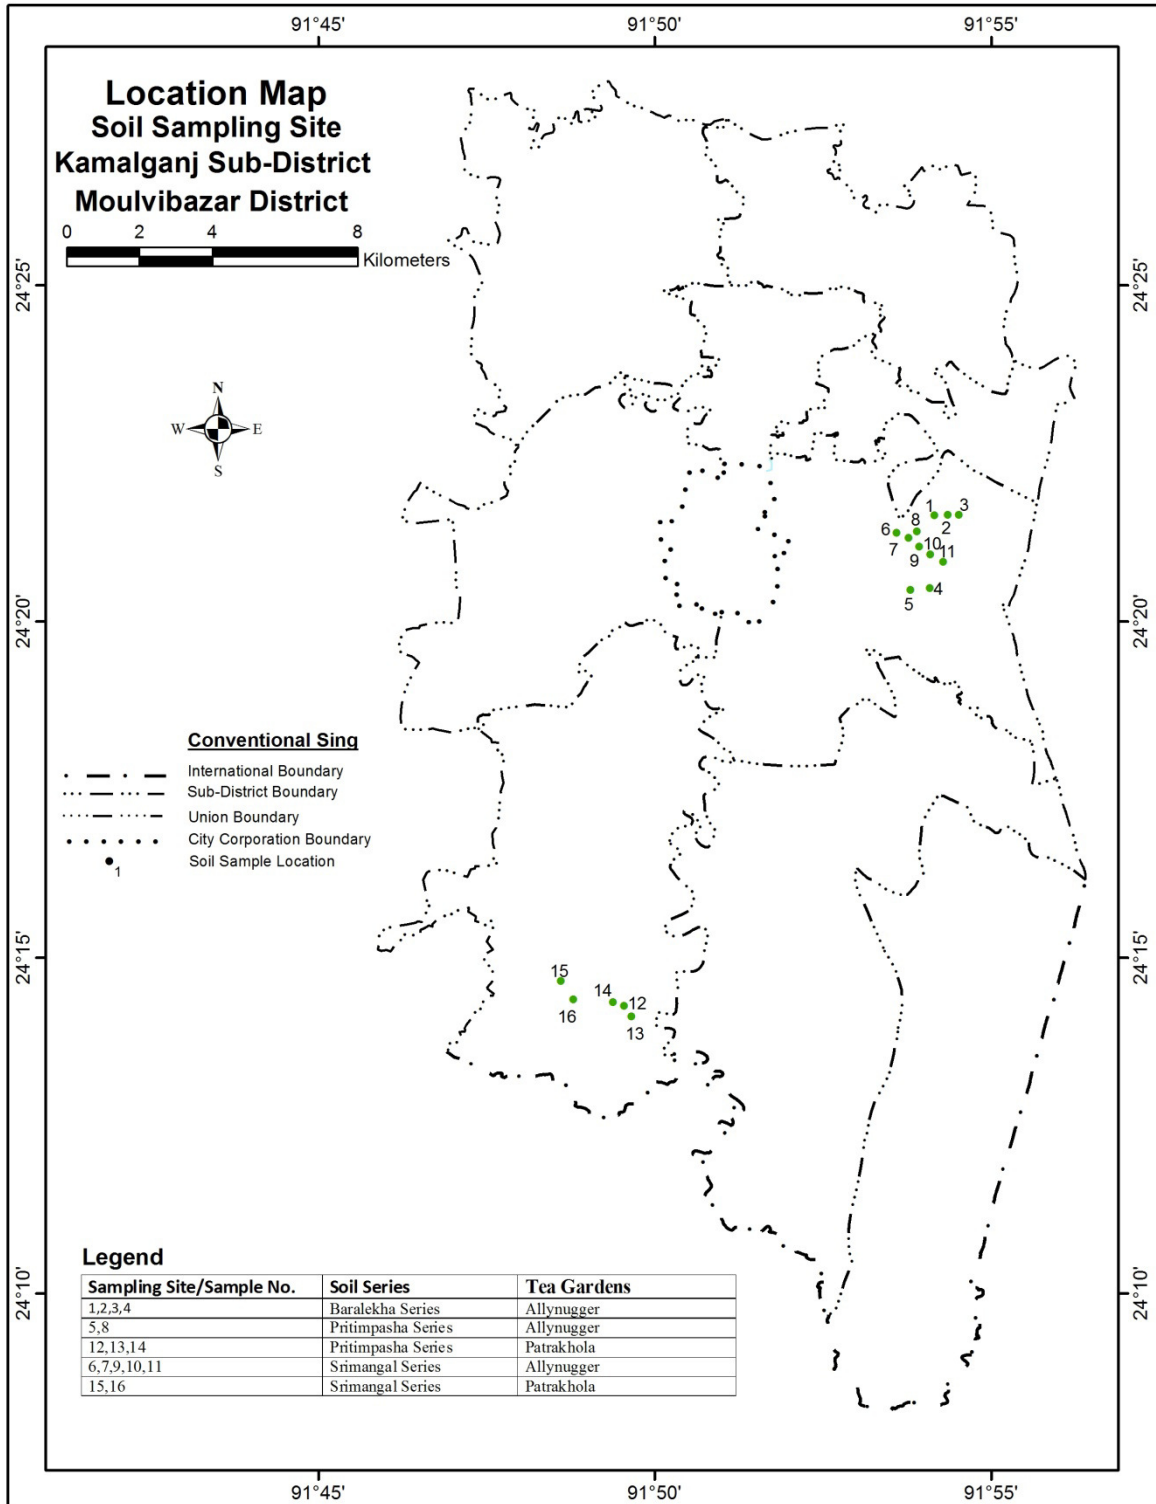 91°45' 91°50' 91°55'
Location Map
Soil Sampling Site
Kamalganj Sub-District
Moulvibazar District
0 2 4 8
Kilometers
24°25' 24°25'
N
W E
S
1 2 3
6 8
7 9 10 11
5 4
24°20' 24°20'
Conventional Sing
International Boundary
Sub-District Boundary
Union Boundary
City Corporation Boundary
1 Soil Sample Location
24°15' 24°15'
15
16 14 12
13
Legend
Sampling Site/Sample No. Soil Series Tea Gardens
1,2,3,4 Baralekha Series Allynugger
5,8 Pritimpasha Series Allynugger
12,13,14 Pritimpasha Series Patrakhola
6,7,9,10,11 Srimangal Series Allynugger
15,16 Srimangal Series Patrakhola
24°10' 24°10'
91°45' 91°50' 91°55'